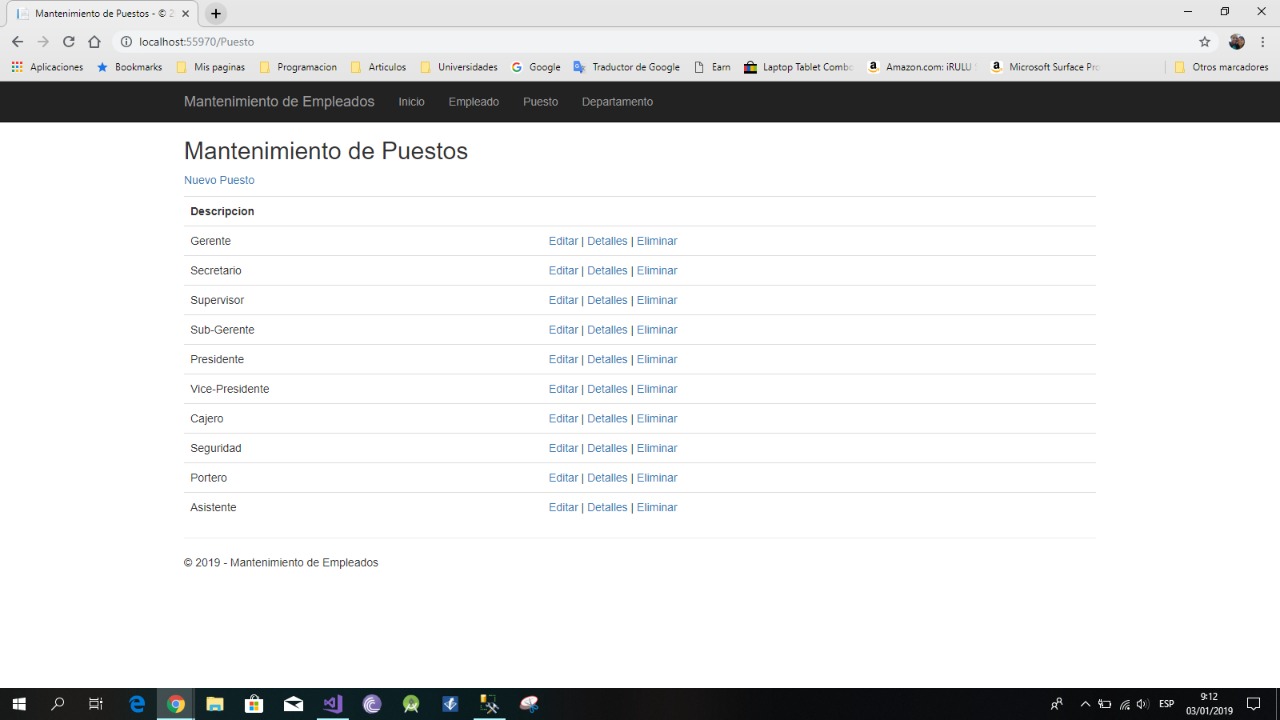 Mantenimiento de Puestos - © 2
localhost:55970/Puesto
Aplicaciones Bookmarks Mis paginas Programacion Articulos Universidades Google Traductor de Google Earn Laptop Tablet Combo Amazon.com: iRULU Microsoft Surface Pro Otros marcadores
Mantenimiento de Empleados Inicio Empleado Puesto Departamento
Mantenimiento de Puestos
Nuevo Puesto
Descripcion
Gerente Editar | Detalles | Eliminar
Secretario Editar | Detalles | Eliminar
Supervisor Editar | Detalles | Eliminar
Sub-Gerente Editar | Detalles | Eliminar
Presidente Editar | Detalles | Eliminar
Vice-Presidente Editar | Detalles | Eliminar
Cajero Editar | Detalles | Eliminar
Seguridad Editar | Detalles | Eliminar
Portero Editar | Detalles | Eliminar
Asistente Editar | Detalles | Eliminar
© 2019 - Mantenimiento de Empleados
ESP
9:12
03/01/2019